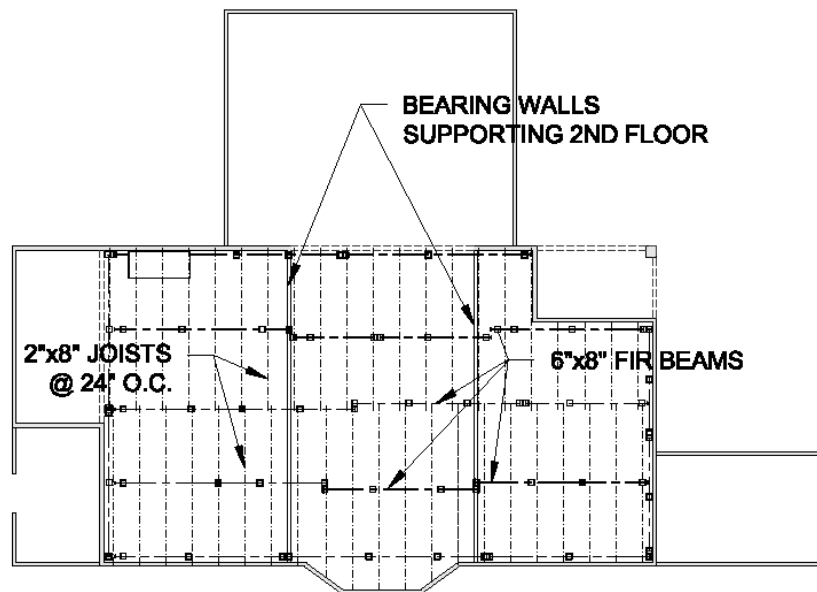 BEARING WALLS
SUPPORTING 2ND FLOOR
2"x8" JOISTS
@ 24" O.C.
6"x8" FIR BEAMS